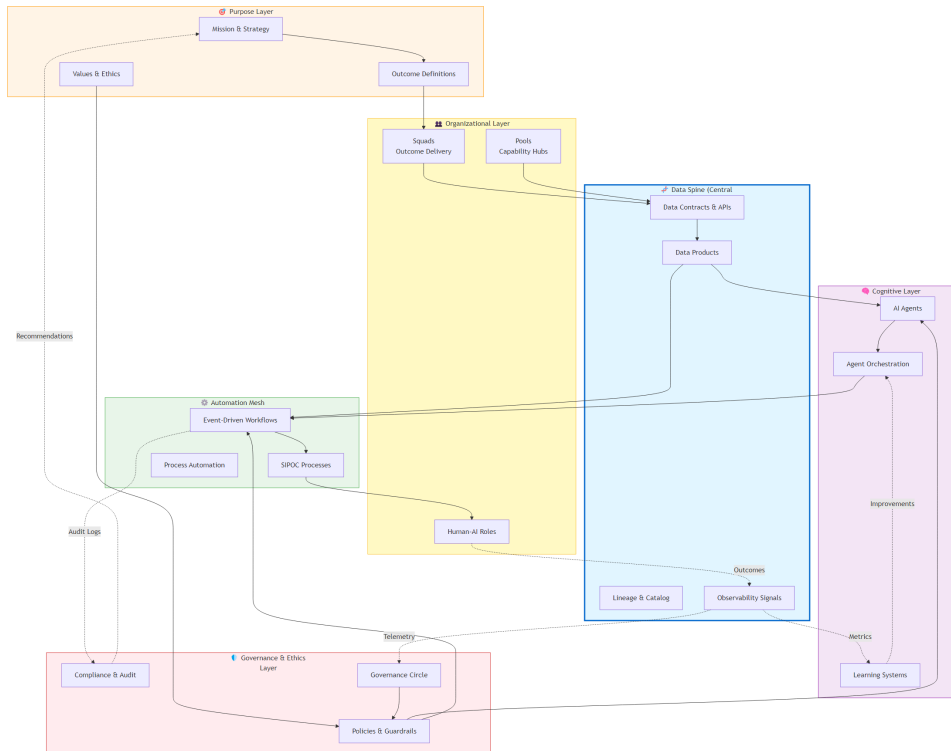 Purpose Layer
Mission & Strategy
Values & Ethics
Outcome Definitions
Organizational Layer
Squads
Outcome Delivery
Pools
Capability Hubs
Data Spine (Central
Data Contracts & APIs
Data Products
Cognitive Layer
AI Agents
Recommendations
Agent Orchestration
Automation Mesh
Event-Driven Workflows
Process Automation
SIPOC Processes
Improvements
Audit Logs
Human-AI Roles
Outcomes
Lineage & Catalog
Observability Signals
Telemetry
Metrics
Governance & Ethics
Layer
Compliance & Audit
Governance Circle
Learning Systems
Policies & Guardrails